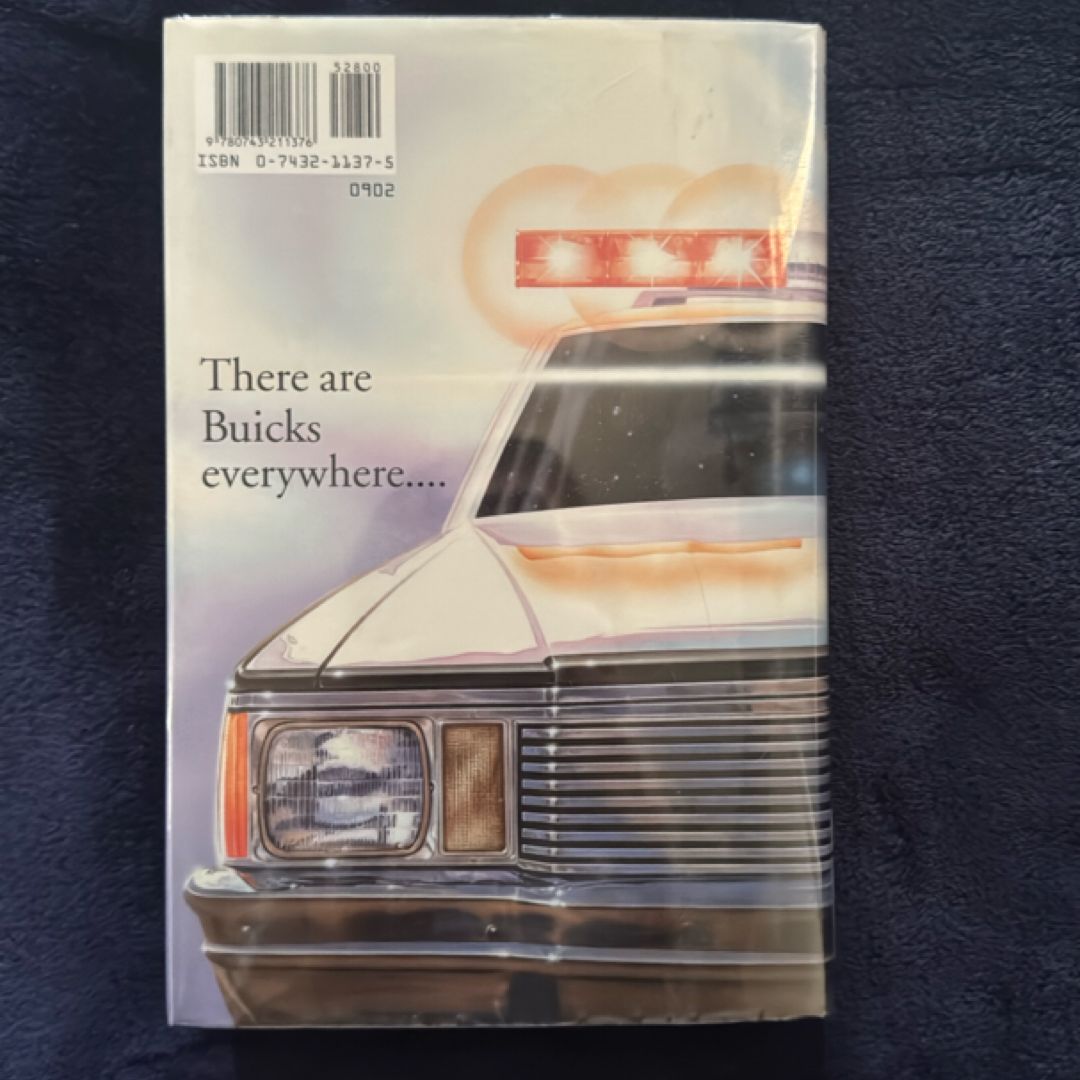 52800
9 780743 211376
ISBN 0-7432-1137-5
0902
There are
Buicks
everywhere....